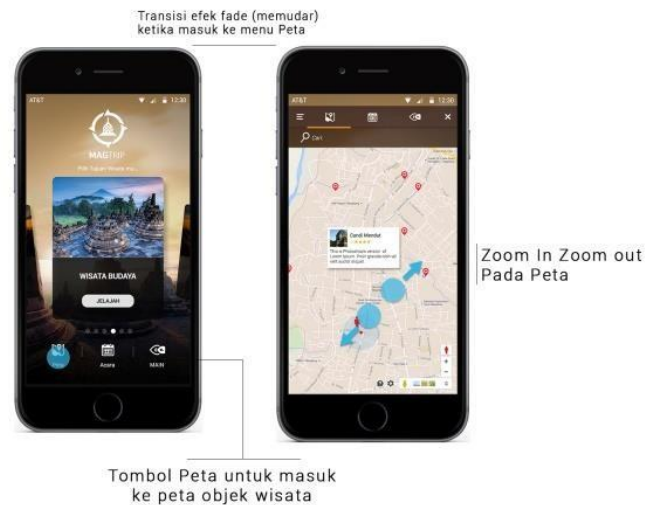 Transisi efek fade (memudar)
ketika masuk ke menu Peta
AT&T 12:30
MAGTRIP
WISATA BUDAYA
JELAJAH
Acara MAIN
AT&T 12:30
Cari
Candi Mendut
Zoom In Zoom out
Pada Peta
Tombol Peta untuk masuk
ke peta objek wisata